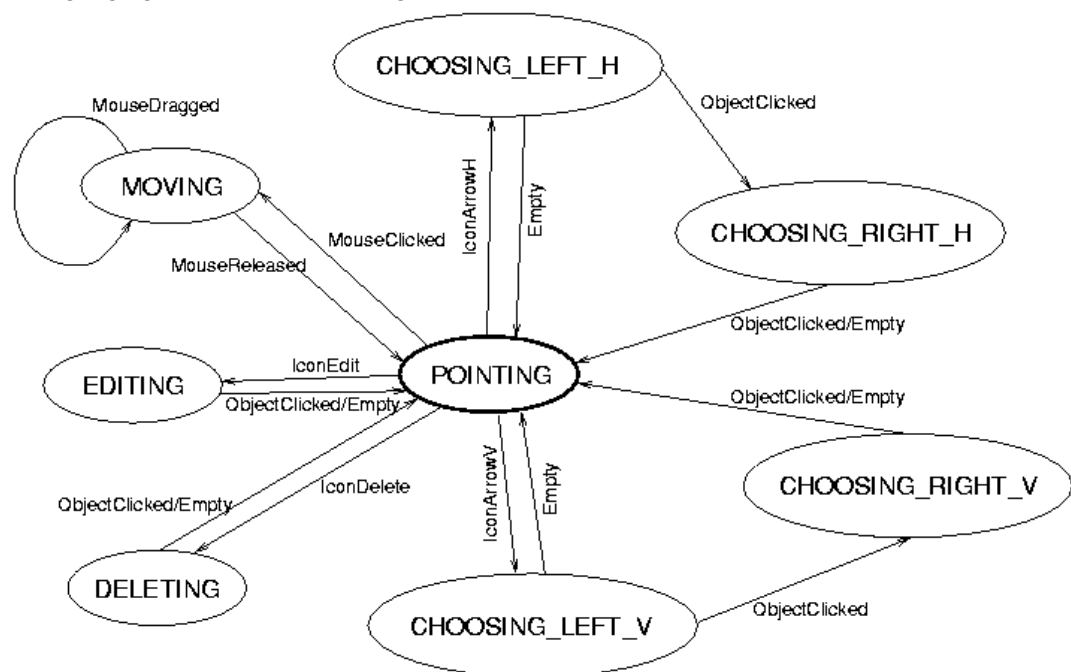 CHOOSING_LEFT_H
ObjectClicked
MouseDragged
MOVING
IconArrowH
Empty
CHOOSING_RIGHT_H
MouseClicked
MouseReleased
ObjectClicked/Empty
IconEdit
POINTING
EDITING
ObjectClicked/Empty
ObjectClicked/Empty
ObjectClicked/Empty
IconDelete
IconArrowV
Empty
CHOOSING_RIGHT_V
DELETING
CHOOSING_LEFT_V
ObjectClicked